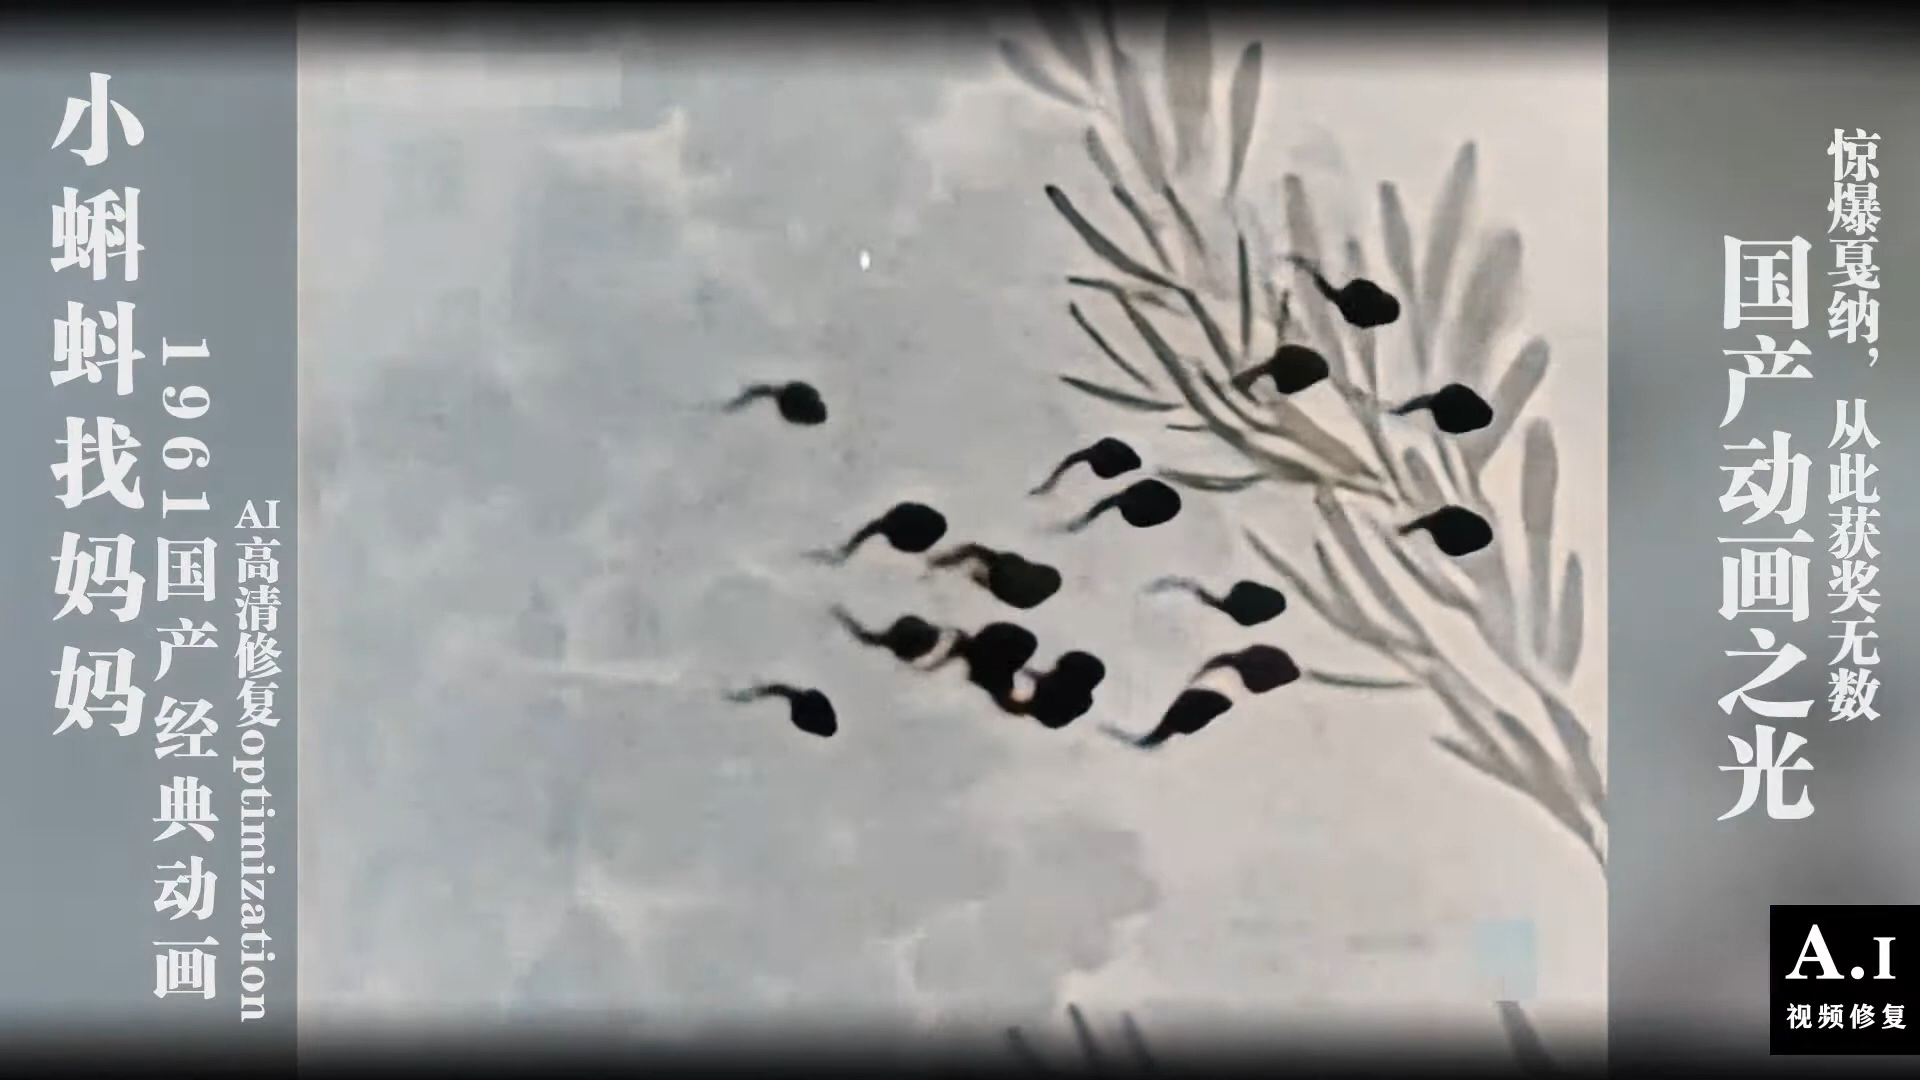 小蝌蚪找妈妈
1961国产经典动画
AI高清修复optimization
惊爆戛纳，从此获奖无数
国产动画之光
A.I
视频修复